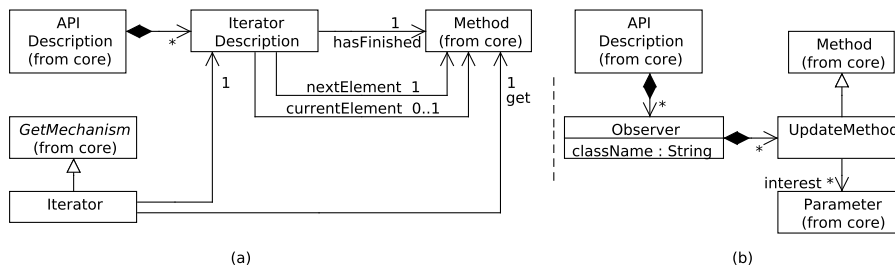 API
Description
(from core)
*
Iterator
Description
1
hasFinished
Method
(from core)
nextElement 1
currentElement 0..1
1
1
get
GetMechanism
(from core)
Iterator
(a)
API
Description
(from core)
*
Method
(from core)
Observer
className : String
*
UpdateMethod
interest *
Parameter
(from core)
(b)